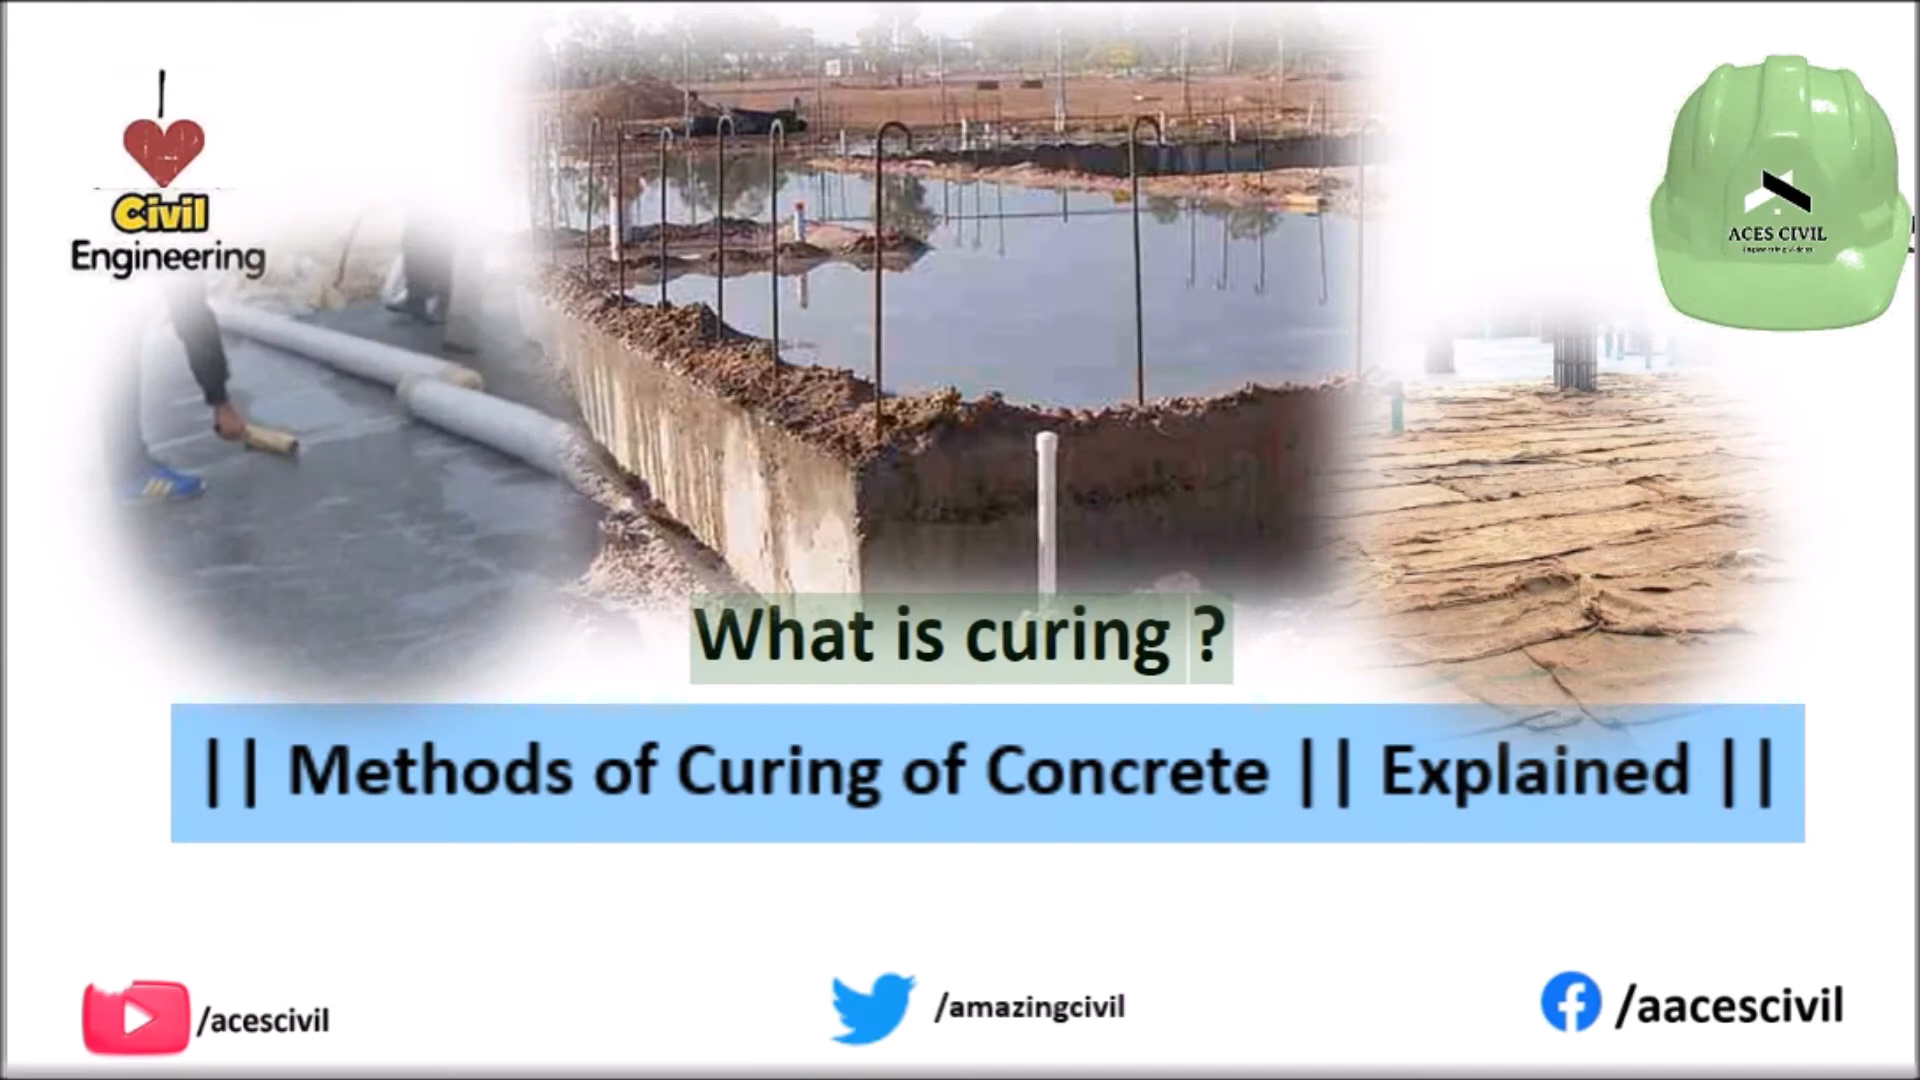 I
Civil
Engineering
ACES CIVIL
What is curing ?
|| Methods of Curing of Concrete || Explained ||
/acescivil
/amazingcivil
/aacescivil